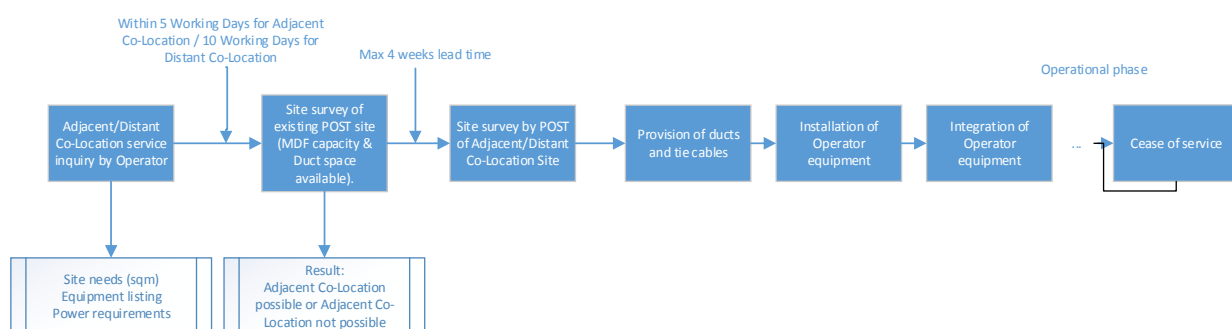 Within 5 Working Days for Adjacent
Co-Location / 10 Working Days for
Distant Co-Location
Max 4 weeks lead time
Operational phase
Adjacent/Distant
Co-Location service
inquiry by Operator
Site survey of
existing POST site
(MDF capacity &
Duct space
available).
Site survey by POST
of Adjacent/Distant
Co-Location Site
Provision of ducts
and tie cables
Installation of
Operator
equipment
Integration of
Operator
equipment
...
Cease of service
Site needs (sqm)
Equipment listing
Power requirements
Result:
Adjacent Co-Location
possible or Adjacent Co-
Location not possible